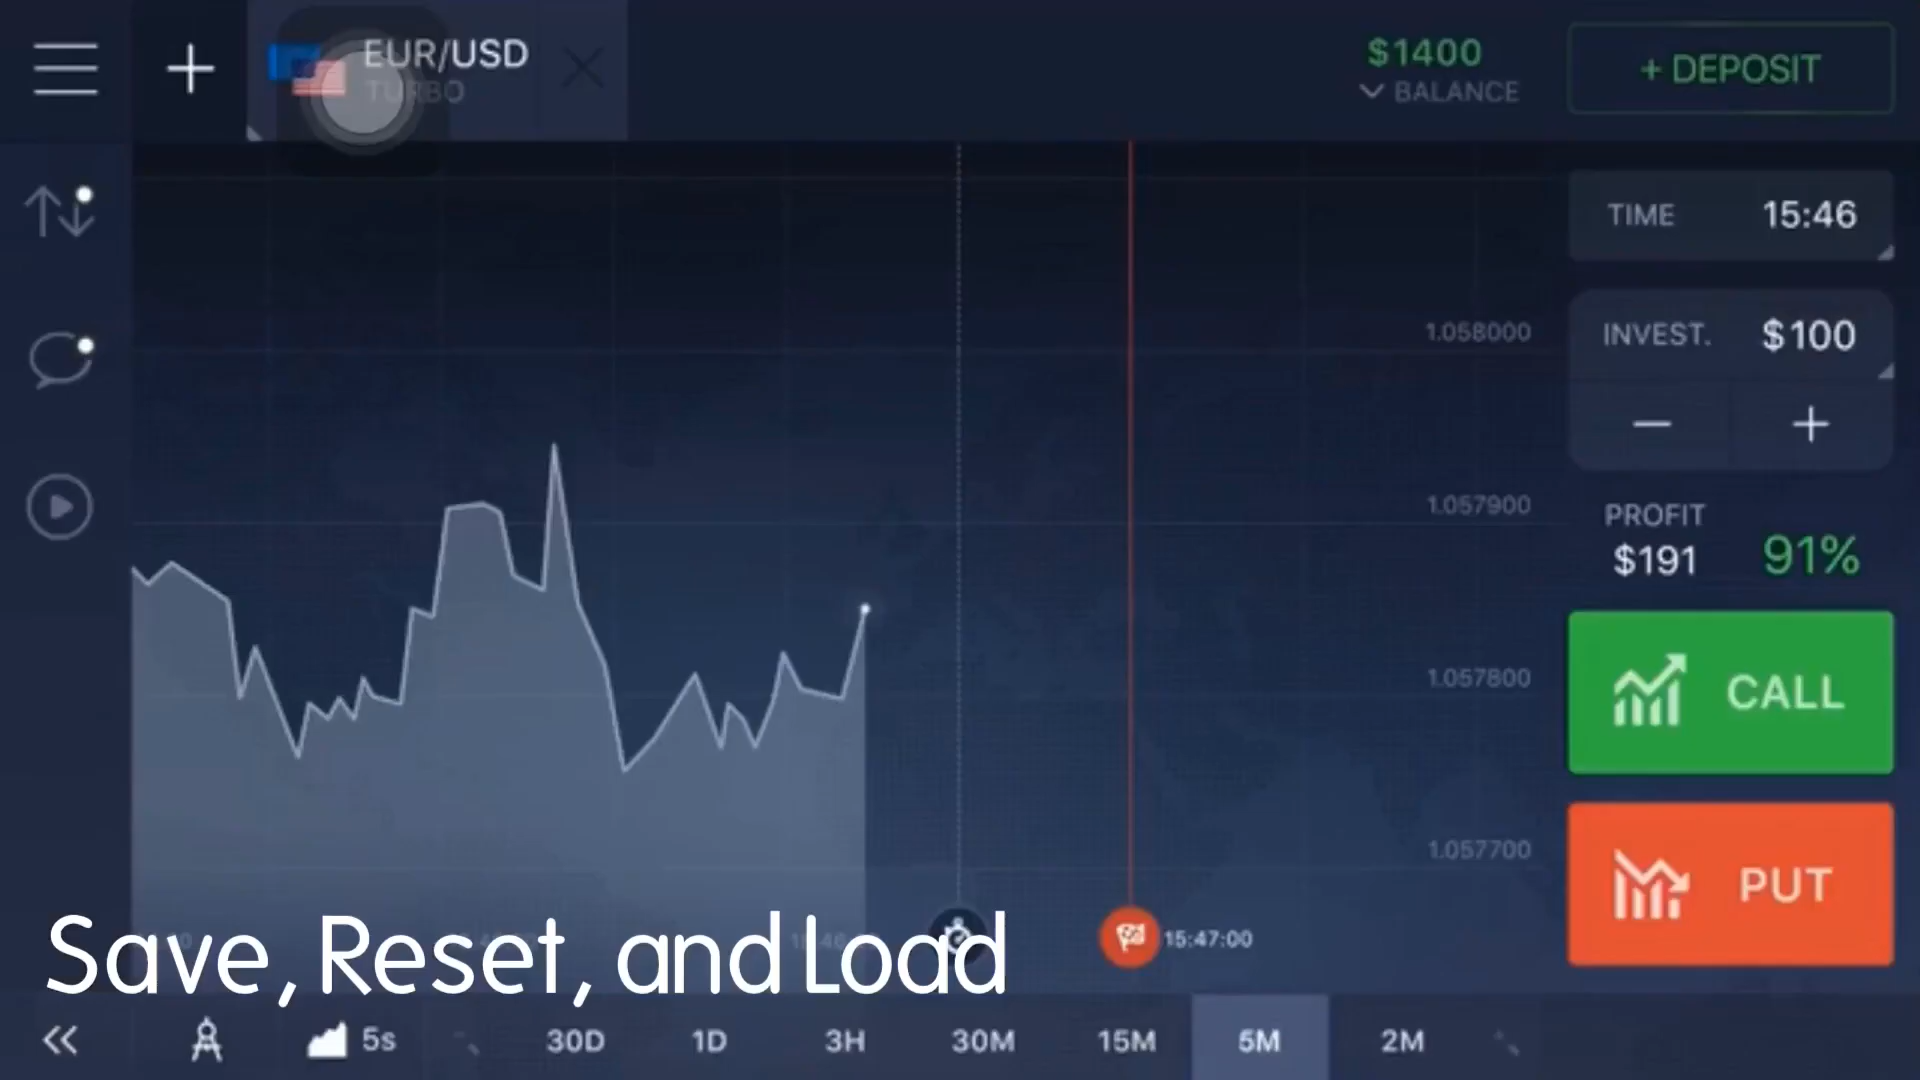 EUR/USD
TURBO
$1400
BALANCE
+ DEPOSIT
TIME 15:46
INVEST. $100
PROFIT
$191 91%
CALL
PUT
1.058000
1.057900
1.057800
1.057700
15:47:00
Save, Reset, and Load
5s 30D 1D 3H 30M 15M 5M 2M